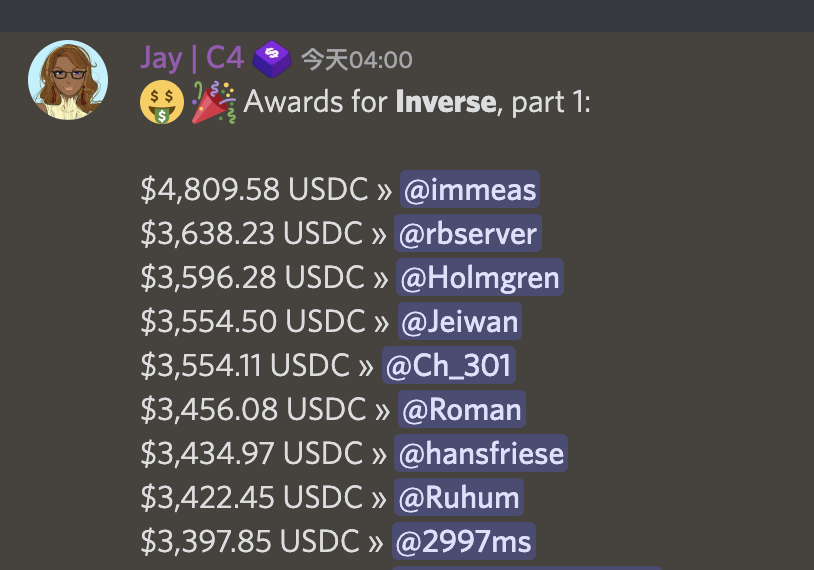 Jay | C4 今天04:00
🤑 🎉 Awards for Inverse, part 1:
$4,809.58 USDC » @immeas
$3,638.23 USDC » @rbserver
$3,596.28 USDC » @Holmgren
$3,554.50 USDC » @Jeiwan
$3,554.11 USDC » @Ch_301
$3,456.08 USDC » @Roman
$3,434.97 USDC » @hansfriese
$3,422.45 USDC » @Ruhum
$3,397.85 USDC » @2997ms